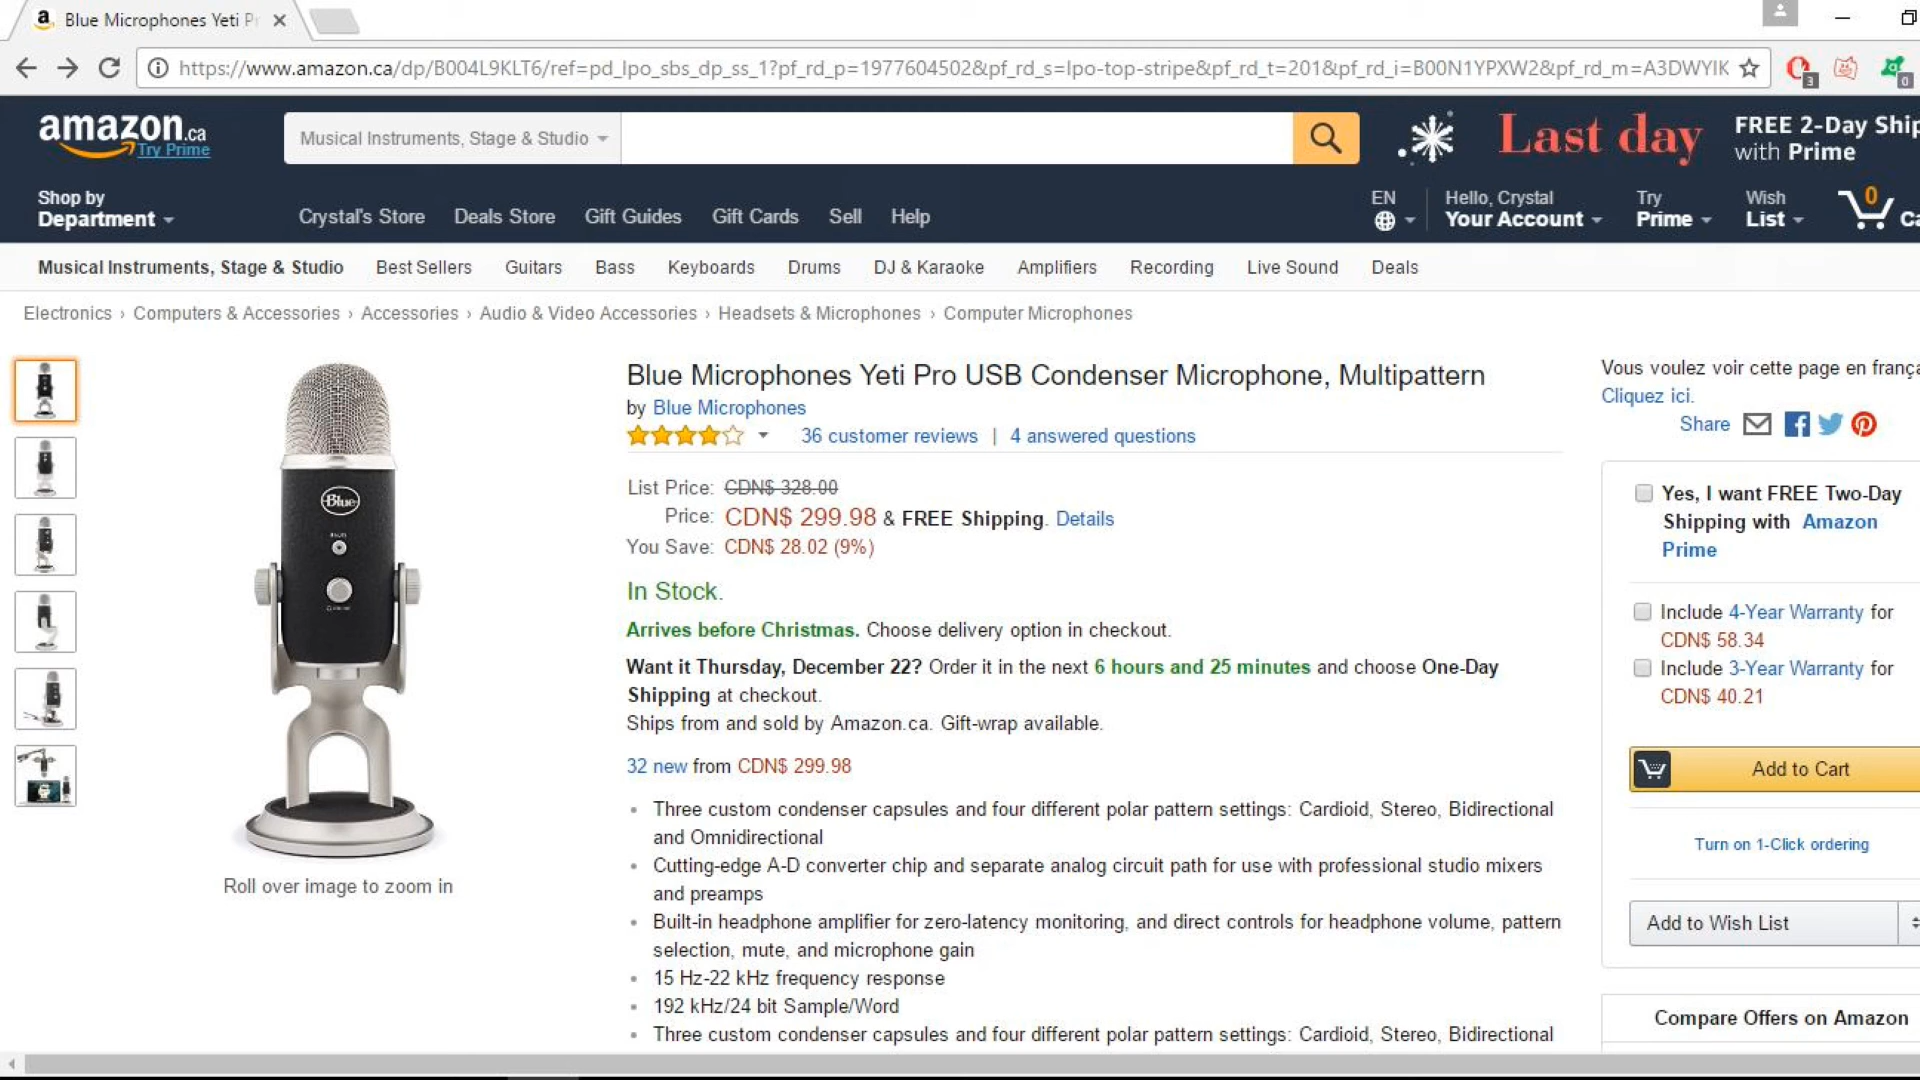 Blue Microphones Yeti P
https://www.amazon.ca/dp/B004L9KLT6/ref=pd_lpo_sbs_dp_ss_1?pf_rd_p=1977604502&pf_rd_s=lpo-top-stripe&pf_rd_t=201&pf_rd_i=B00N1YPXW2&pf_rd_m=A3DWYIK
3
0
amazon.ca
Try Prime
Musical Instruments, Stage & Studio
Last day
FREE 2-Day Ship
with Prime
Shop by
Department
Crystal's Store Deals Store Gift Guides Gift Cards Sell Help
EN
Hello, Crystal
Your Account
Try
Prime
Wish
List
0
Ca
Musical Instruments, Stage & Studio Best Sellers Guitars Bass Keyboards Drums DJ & Karaoke Amplifiers Recording Live Sound Deals
Electronics › Computers & Accessories › Accessories › Audio & Video Accessories › Headsets & Microphones › Computer Microphones
Blue
Roll over image to zoom in
Blue Microphones Yeti Pro USB Condenser Microphone, Multipattern
by Blue Microphones
36 customer reviews | 4 answered questions
List Price: CDN$ 328.00
Price: CDN$ 299.98 & FREE Shipping. Details
You Save: CDN$ 28.02 (9%)
In Stock.
Arrives before Christmas. Choose delivery option in checkout.
Want it Thursday, December 22? Order it in the next 6 hours and 25 minutes and choose One-Day
Shipping at checkout.
Ships from and sold by Amazon.ca. Gift-wrap available.
32 new from CDN$ 299.98
• Three custom condenser capsules and four different polar pattern settings: Cardioid, Stereo, Bidirectional
and Omnidirectional
• Cutting-edge A-D converter chip and separate analog circuit path for use with professional studio mixers
and preamps
• Built-in headphone amplifier for zero-latency monitoring, and direct controls for headphone volume, pattern
selection, mute, and microphone gain
• 15 Hz-22 kHz frequency response
• 192 kHz/24 bit Sample/Word
• Three custom condenser capsules and four different polar pattern settings: Cardioid, Stereo, Bidirectional
Vous voulez voir cette page en frança
Cliquez ici.
Share
Yes, I want FREE Two-Day
Shipping with Amazon
Prime
Include 4-Year Warranty for
CDN$ 58.34
Include 3-Year Warranty for
CDN$ 40.21
Add to Cart
Turn on 1-Click ordering
Add to Wish List
Compare Offers on Amazon